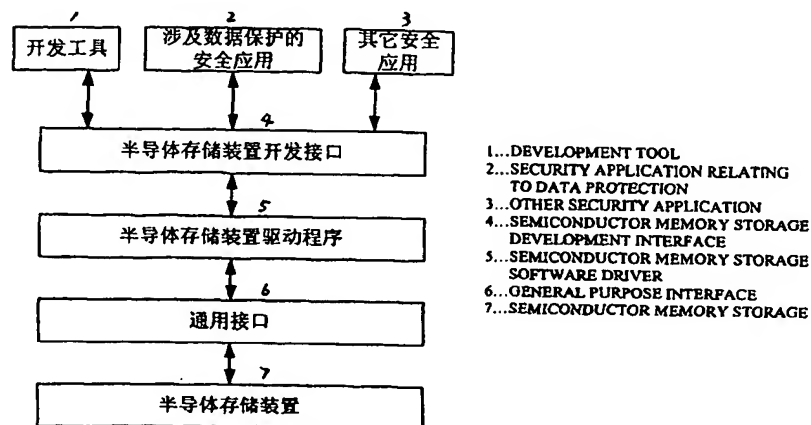 1
2
3
开发工具
涉及数据保护的
安全应用
其它安全
应用
4
半导体存储装置开发接口
5
半导体存储装置驱动程序
6
通用接口
7
半导体存储装置
1...DEVELOPMENT TOOL
2...SECURITY APPLICATION RELATING
TO DATA PROTECTION
3...OTHER SECURITY APPLICATION
4...SEMICONDUCTOR MEMORY STORAGE
DEVELOPMENT INTERFACE
5...SEMICONDUCTOR MEMORY STORAGE
SOFTWARE DRIVER
6...GENERAL PURPOSE INTERFACE
7...SEMICONDUCTOR MEMORY STORAGE